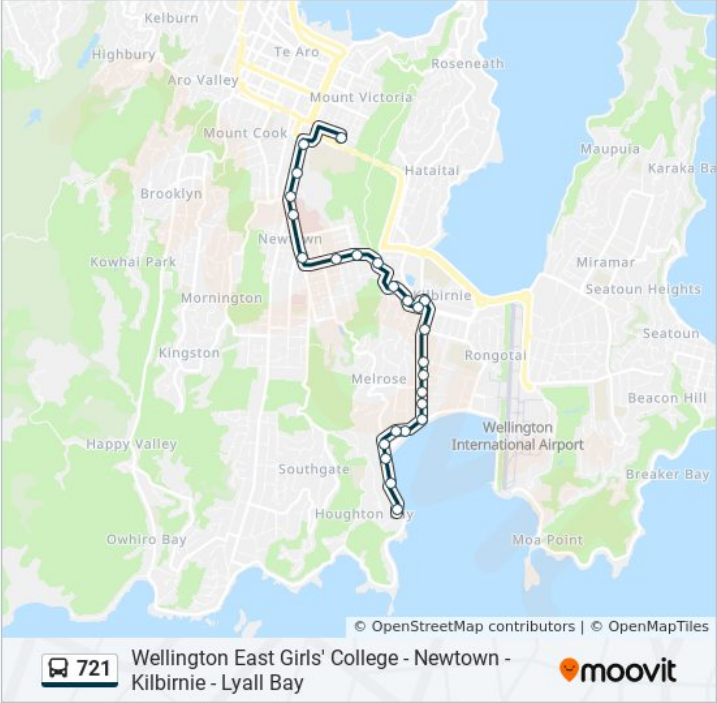 Kelburn
Te Aro
Highbury
Roseneath
Aro Valley
Mount Victoria
Mount Cook
Maupuia
Hataitai
Karaka Ba
Brooklyn
Newtown
Kowhai Park
Miramar
Mornington
Kilbirnie
Seatoun Heights
Seatoun
Kingston
Rongotai
Melrose
Beacon Hill
Wellington
International Airport
Happy Valley
Southgate
Breaker Bay
Houghton Bay
Owhiro Bay
Moa Point
© OpenStreetMap contributors | © OpenMapTiles
721
Wellington East Girls' College - Newtown -
Kilbirnie - Lyall Bay
moovit